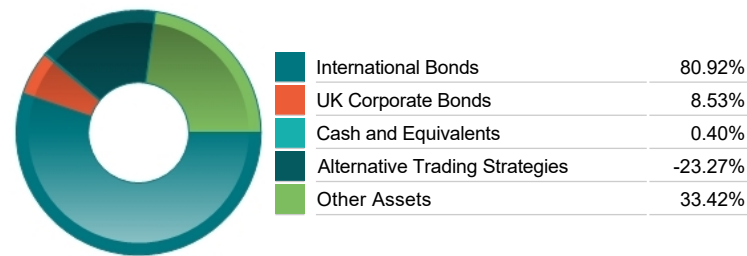 International Bonds 80.92%
UK Corporate Bonds 8.53%
Cash and Equivalents 0.40%
Alternative Trading Strategies -23.27%
Other Assets 33.42%